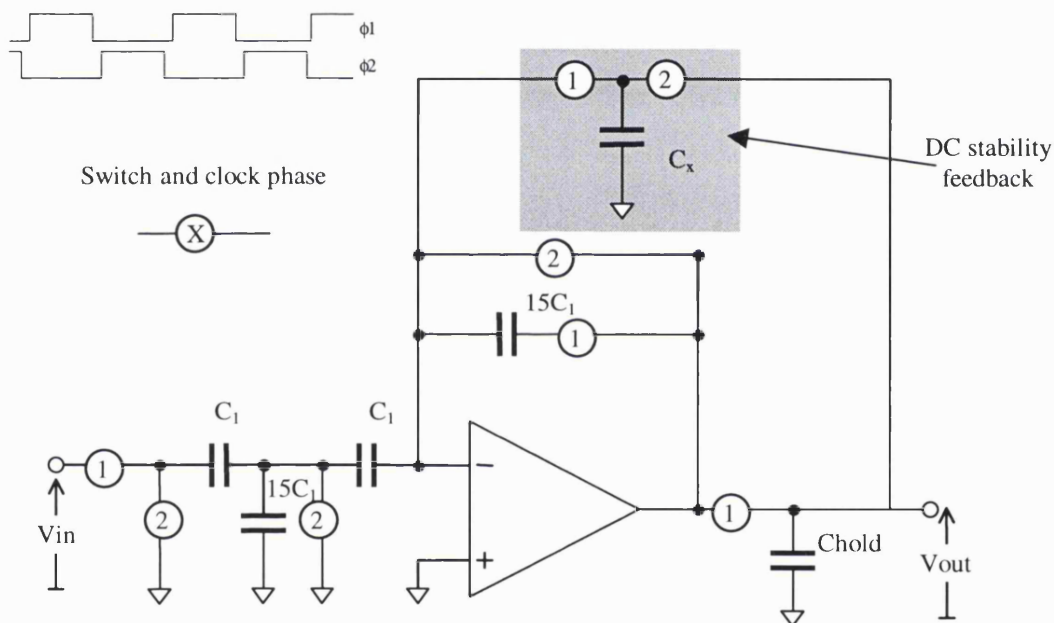 ϕ1
ϕ2
1
2
Cx
DC stability
feedback
Switch and clock phase
X
2
15C1
1
C1
C1
1
15C1
2
2
Vin
−
+
1
Chold
Vout